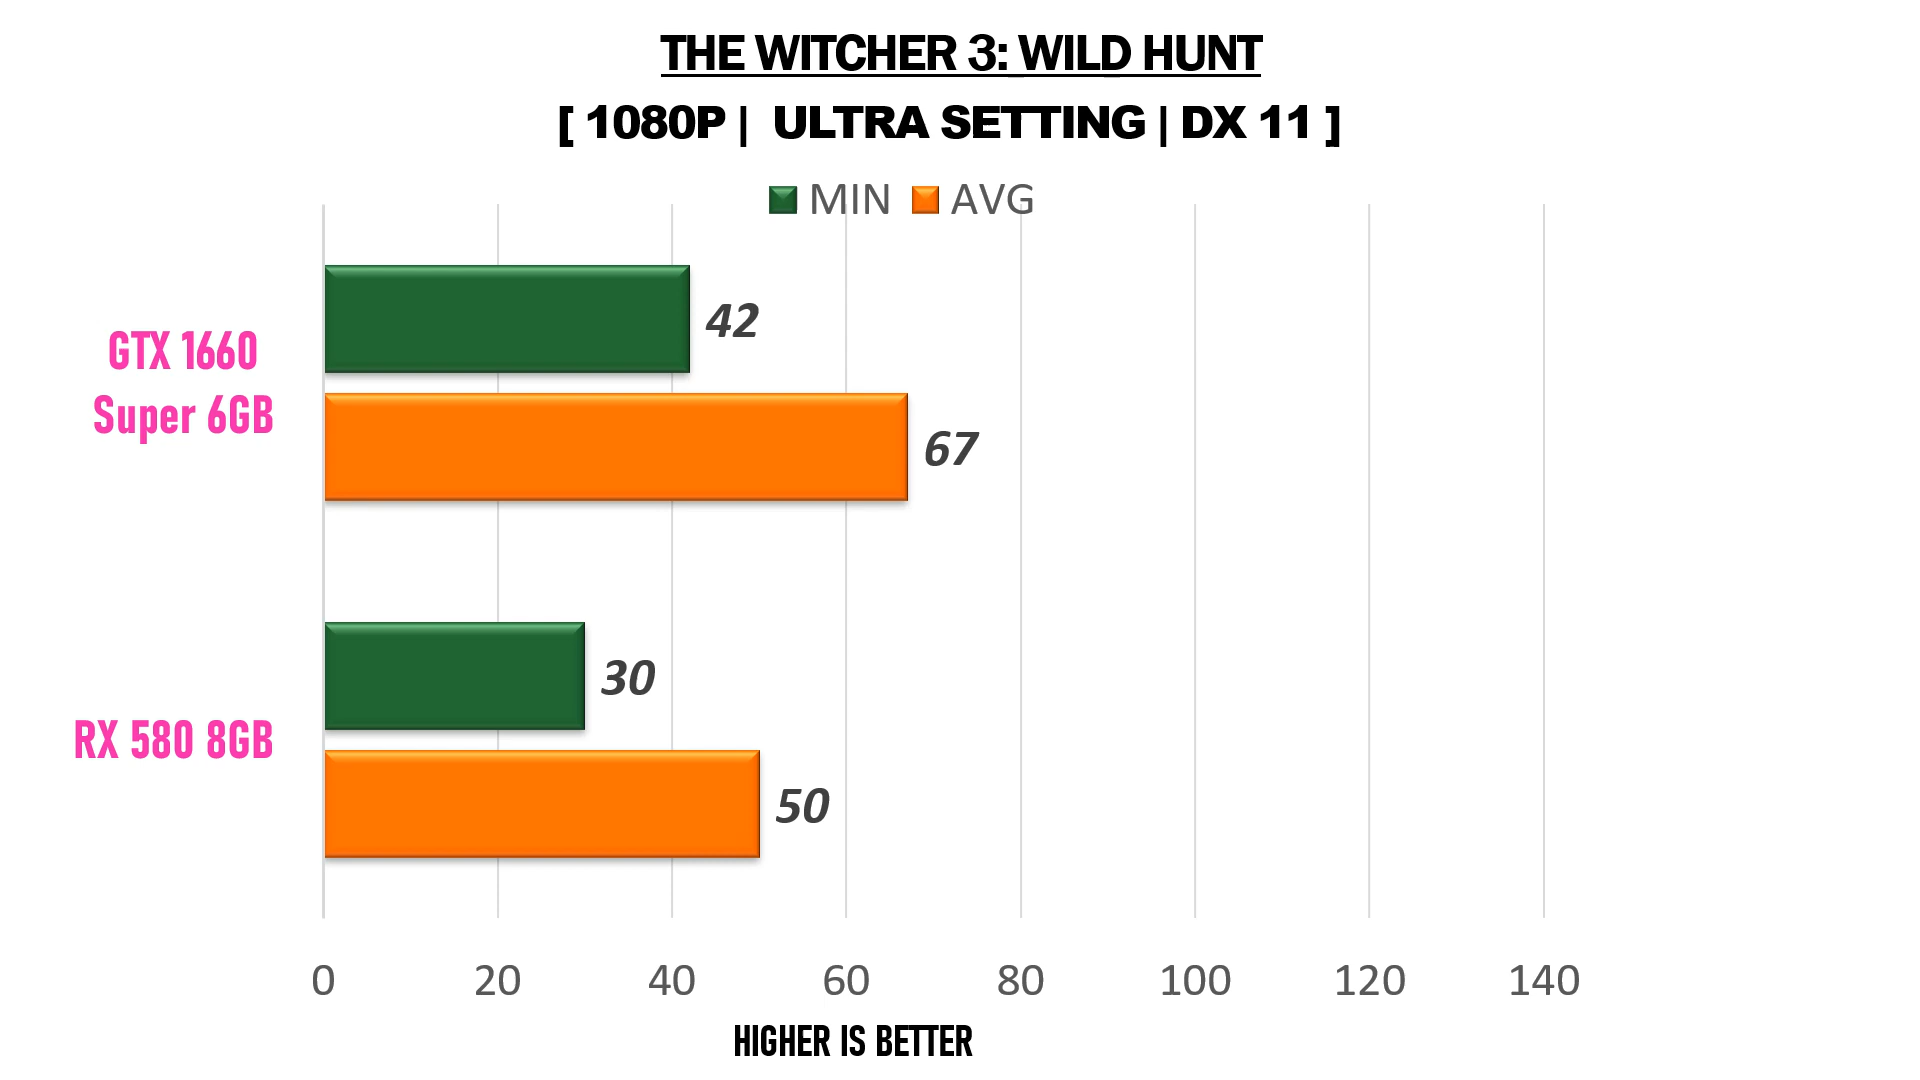 THE WITCHER 3: WILD HUNT
[ 1080P | ULTRA SETTING | DX 11 ]
MIN AVG
42
GTX 1660
Super 6GB
67
30
RX 580 8GB
50
0 20 40 60 80 100 120 140
HIGHER IS BETTER